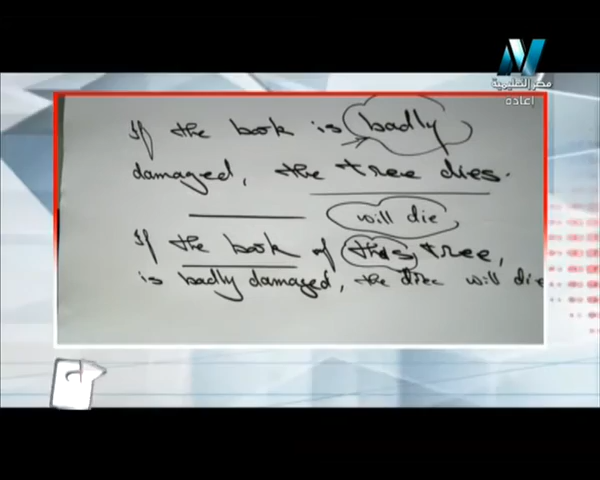 مصر التعليمية
إعادة
If the book is badly
damaged, the tree dies.
will die
If the book of this tree,
is badly damaged, the diee will die